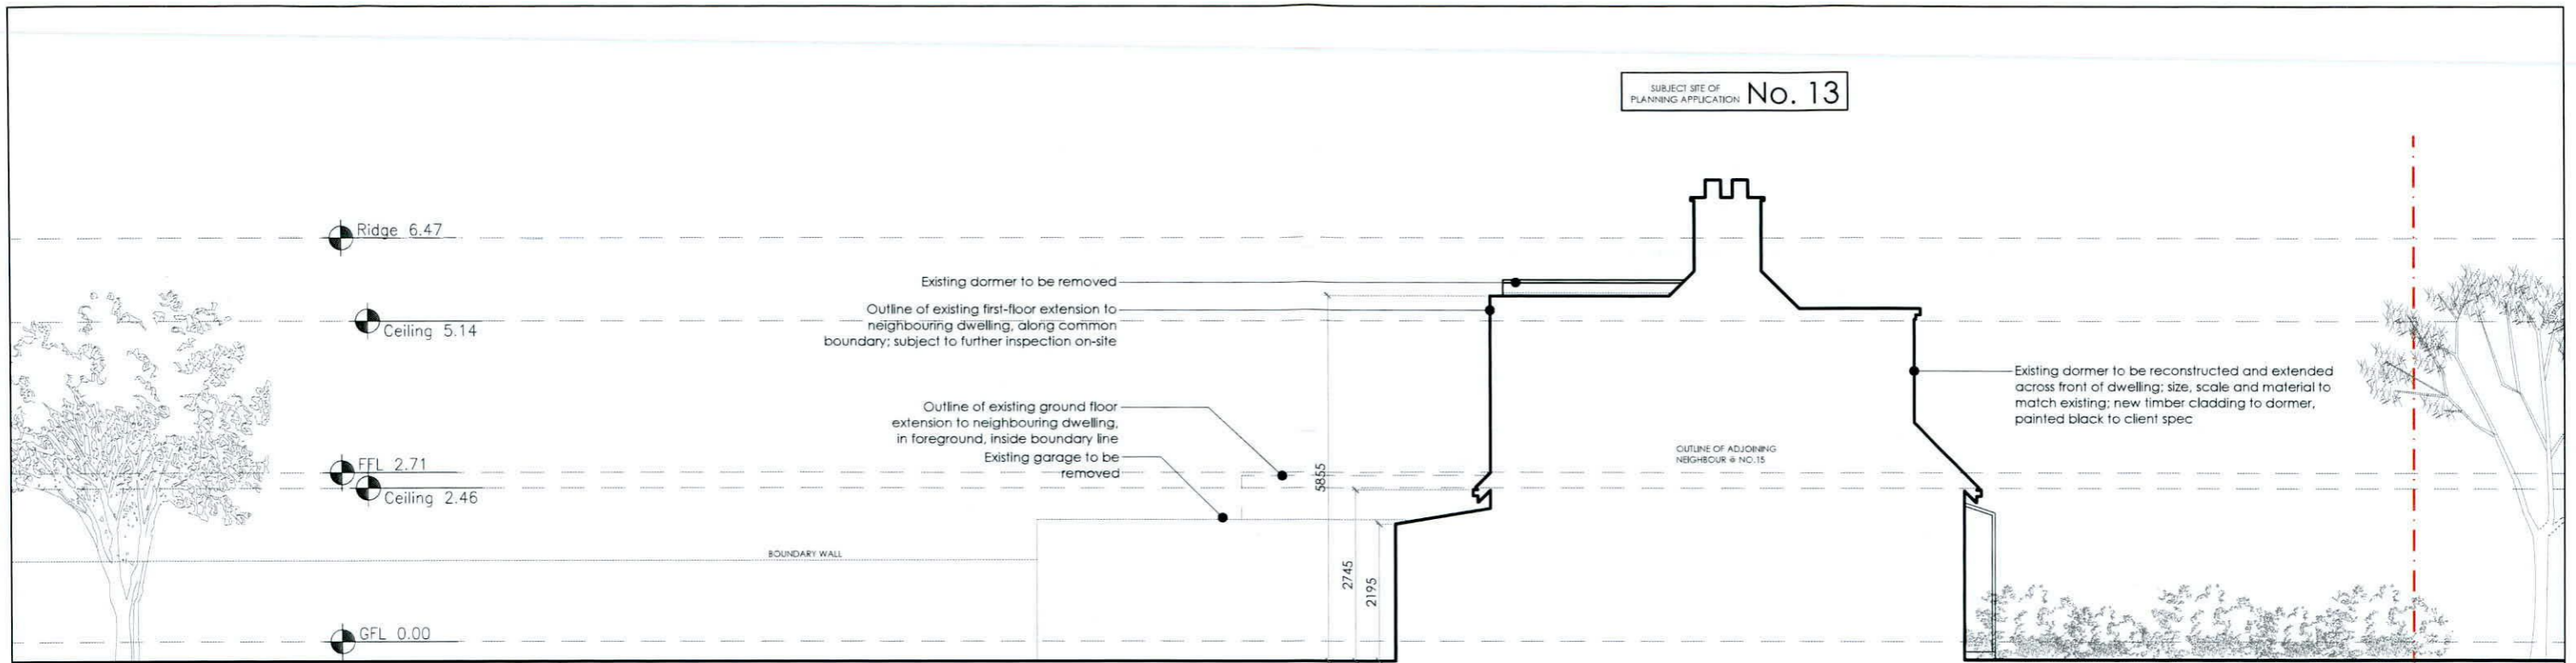 SUBJECT SITE OF
PLANNING APPLICATION No. 13
Ridge 6.47
Existing dormer to be removed
Outline of existing first-floor extension to
neighbouring dwelling, along common
boundary; subject to further inspection on-site
Ceiling 5.14
Existing dormer to be reconstructed and extended
across front of dwelling; size, scale and material to
match existing; new timber cladding to dormer,
painted black to client spec
Outline of existing ground floor
extension to neighbouring dwelling,
in foreground, inside boundary line
Existing garage to be
removed
OUTLINE OF ADJOINING
NEIGHBOUR @ NO.15
FFL 2.71
Ceiling 2.46
5855
2745
2195
BOUNDARY WALL
GFL 0.00